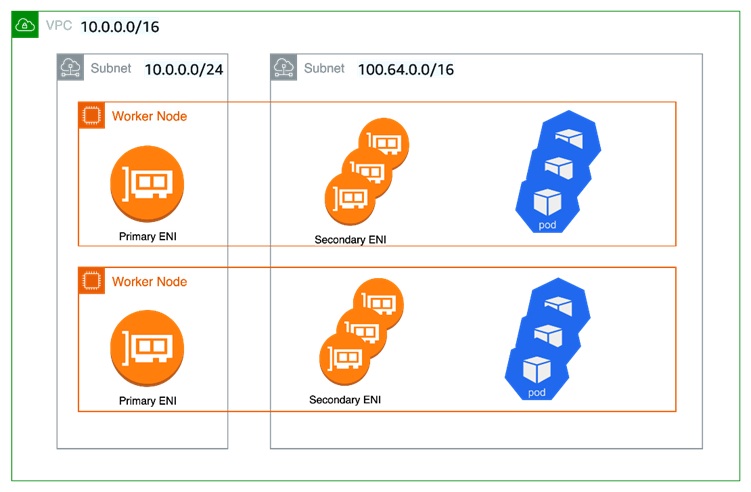 VPC 10.0.0.0/16
Subnet 10.0.0.0/24
Subnet 100.64.0.0/16
Worker Node
Primary ENI
Secondary ENI
pod
Worker Node
Primary ENI
Secondary ENI
pod